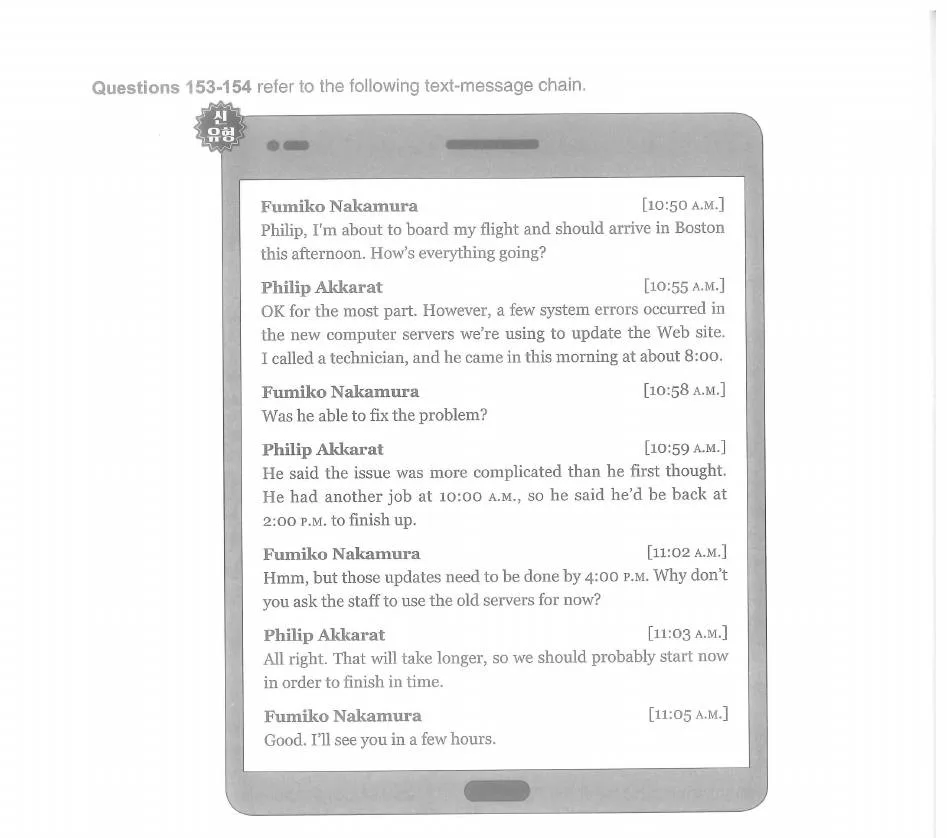 Questions 153-154 refer to the following text-message chain.
신
유형
Fumiko Nakamura [10:50 A.M.]
Philip, I'm about to board my flight and should arrive in Boston
this afternoon. How's everything going?
Philip Akkarat [10:55 A.M.]
OK for the most part. However, a few system errors occurred in
the new computer servers we're using to update the Web site.
I called a technician, and he came in this morning at about 8:00.
Fumiko Nakamura [10:58 A.M.]
Was he able to fix the problem?
Philip Akkarat [10:59 A.M.]
He said the issue was more complicated than he first thought.
He had another job at 10:00 A.M., so he said he'd be back at
2:00 P.M. to finish up.
Fumiko Nakamura [11:02 A.M.]
Hmm, but those updates need to be done by 4:00 P.M. Why don't
you ask the staff to use the old servers for now?
Philip Akkarat [11:03 A.M.]
All right. That will take longer, so we should probably start now
in order to finish in time.
Fumiko Nakamura [11:05 A.M.]
Good. I'll see you in a few hours.